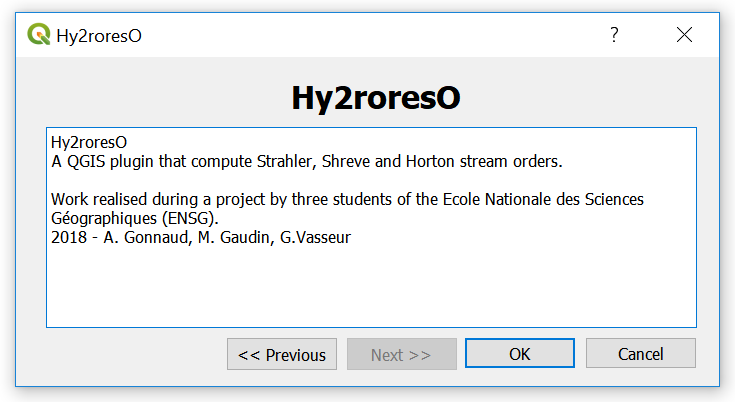 Hy2roresO
Hy2roresO
Hy2roresO
A QGIS plugin that compute Strahler, Shreve and Horton stream orders.
Work realised during a project by three students of the Ecole Nationale des Sciences
Géographiques (ENSG).
2018 - A. Gonnaud, M. Gaudin, G.Vasseur
<< Previous
Next >>
OK
Cancel